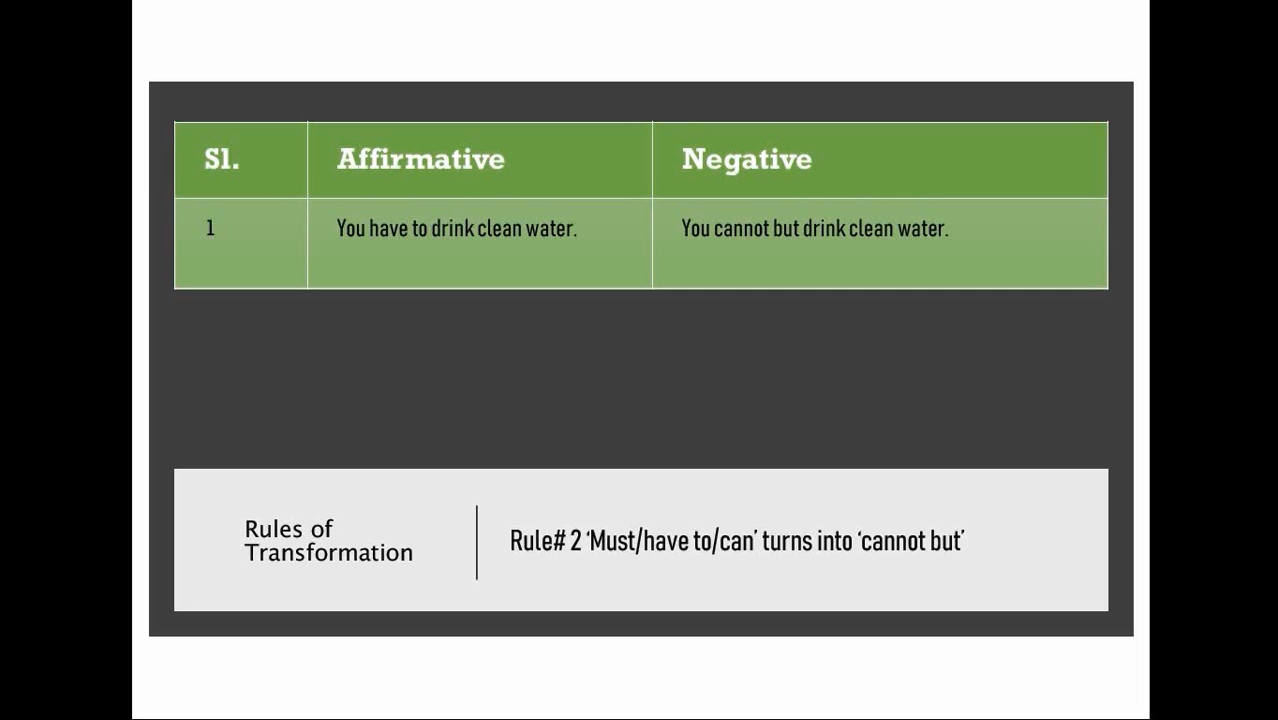 Sl. Affirmative Negative
1 You have to drink clean water. You cannot but drink clean water.
Rules of
Transformation
Rule# 2 ‘Must/have to/can’ turns into ‘cannot but’